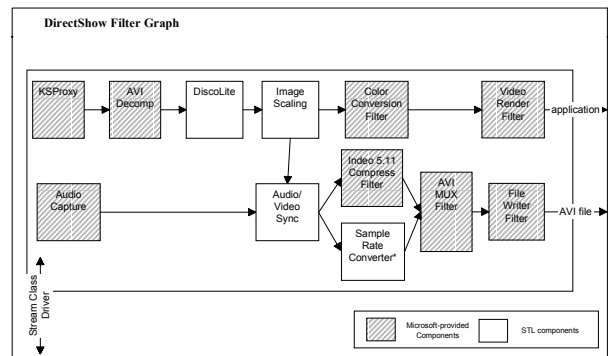 DirectShow Filter Graph
KSProxy
AVI
Decomp
DiscoLite
Image
Scaling
Color
Conversion
Filter
Video
Render
Filter
application
Indeo 5.11
Compress
Filter
Audio
Capture
Audio/
Video
Sync
AVI
MUX
Filter
File
Writer
Filter
AVI file
Sample
Rate
Converter*
Stream Class
Driver
Microsoft-provided
Components
STL components